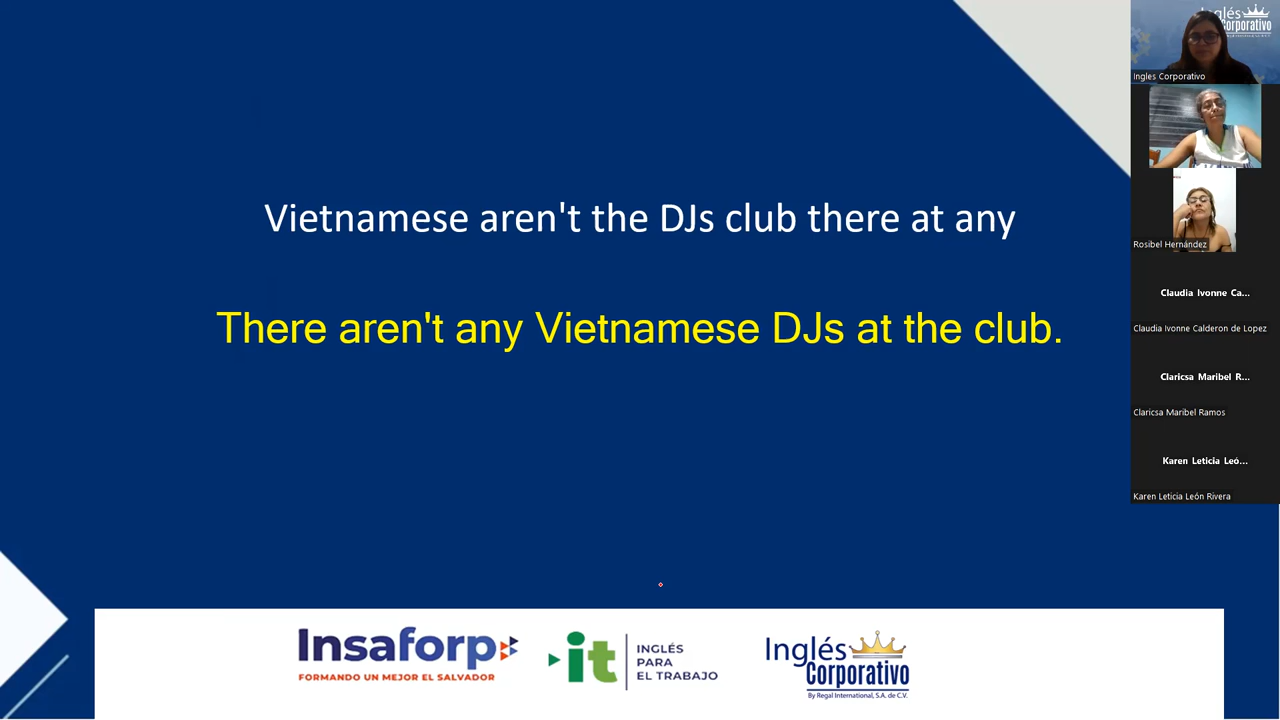 Vietnamese aren't the DJs club there at any
There aren't any Vietnamese DJs at the club.
Insaforp
FORMANDO UN MEJOR EL SALVADOR
it
INGLÉS
PARA
EL TRABAJO
Inglés
Corporativo
By Regal International, S.A. de C.V.
Inglés
Corporativo
Ingles Corporativo
Rosibel Hernández
Claudia Ivonne Ca...
Claudia Ivonne Calderon de Lopez
Claricsa Maribel R...
Claricsa Maribel Ramos
Karen Leticia Leó...
Karen Leticia León Rivera